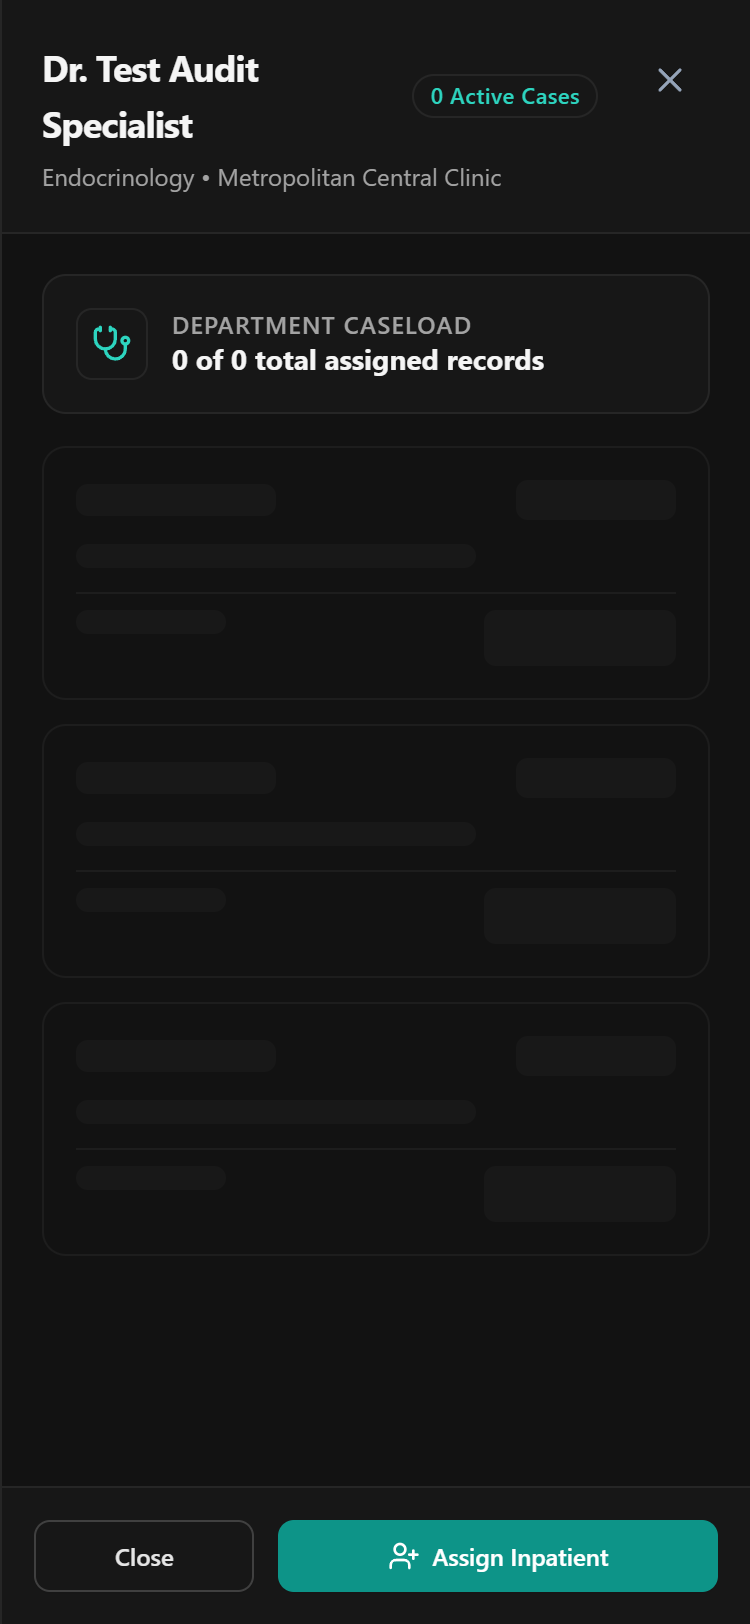 Dr. Test Audit
Specialist
0 Active Cases
Endocrinology • Metropolitan Central Clinic
DEPARTMENT CASELOAD
0 of 0 total assigned records
Close
Assign Inpatient